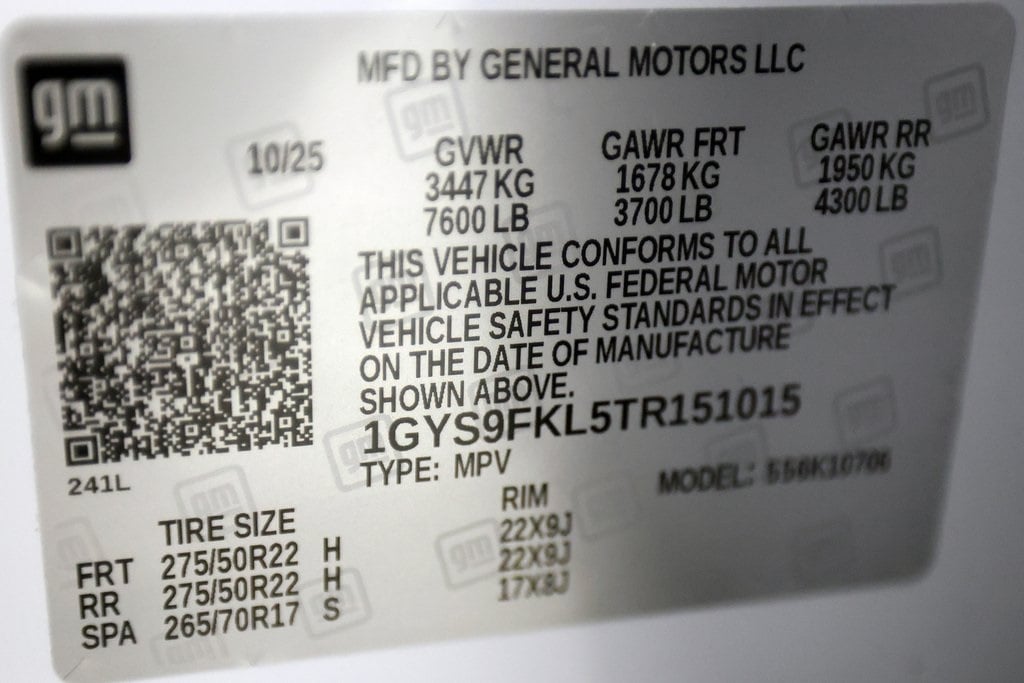 gm
MFD BY GENERAL MOTORS LLC
10/25 GVWR GAWR FRT GAWR RR
3447 KG 1678 KG 1950 KG
7600 LB 3700 LB 4300 LB
THIS VEHICLE CONFORMS TO ALL
APPLICABLE U.S. FEDERAL MOTOR
VEHICLE SAFETY STANDARDS IN EFFECT
ON THE DATE OF MANUFACTURE
SHOWN ABOVE.
1GYS9FKL5TR151015
TYPE: MPV MODEL:
241L
TIRE SIZE RIM
FRT 275/50R22 H 22X9J
RR 275/50R22 H 22X9J
SPA 265/70R17 S 17X8J